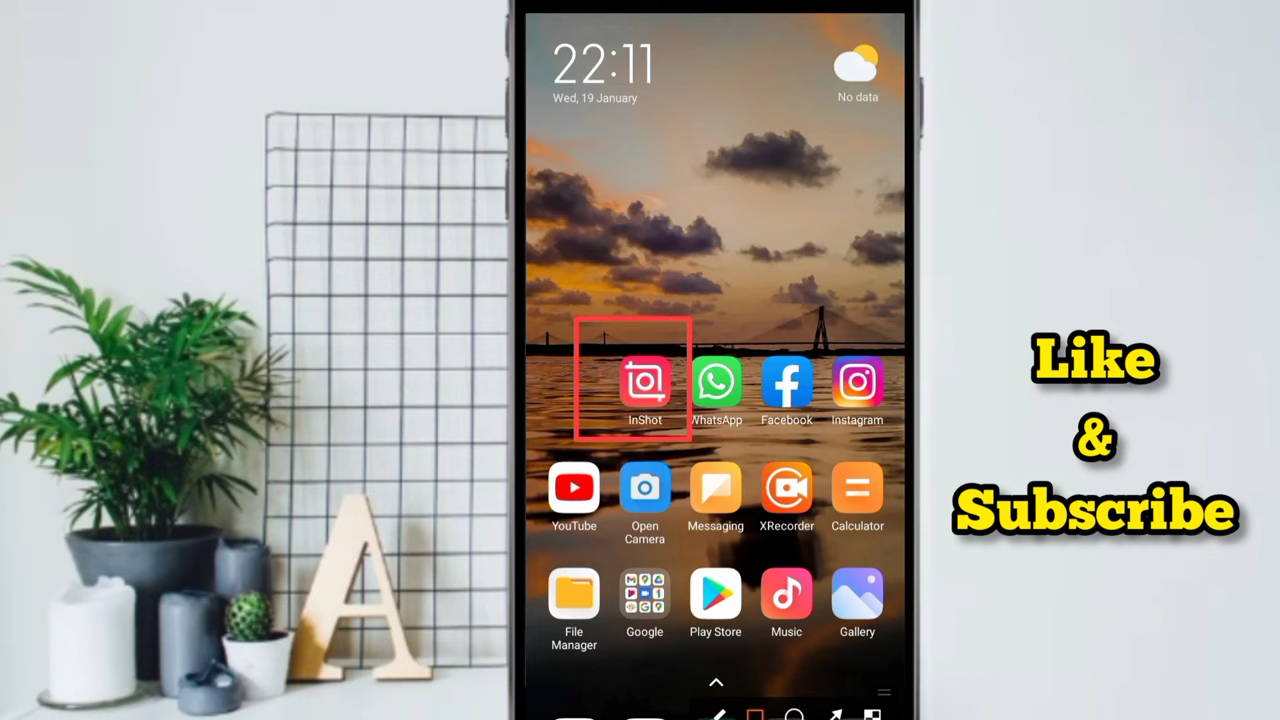 22:11
Wed, 19 January
No data
InShot
WhatsApp
Facebook
Instagram
YouTube
Open
Camera
Messaging
XRecorder
Calculator
File
Manager
Google
Play Store
Music
Gallery
A
Like
&
Subscribe